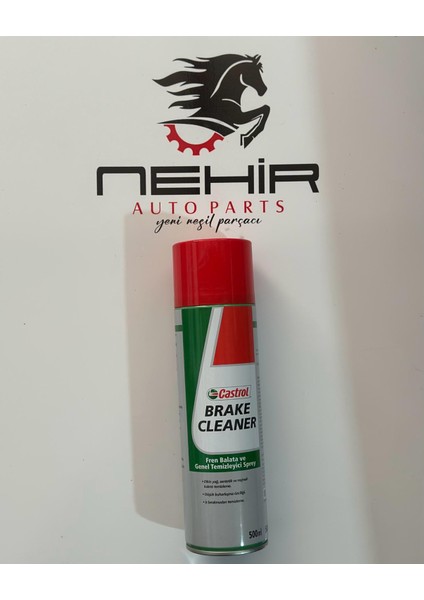 NEHİR
AUTO PARTS
yeni nesil parçacı
Castrol
BRAKE
CLEANER
Fren Balata ve
Genel Temizleyici Sprey
500ml